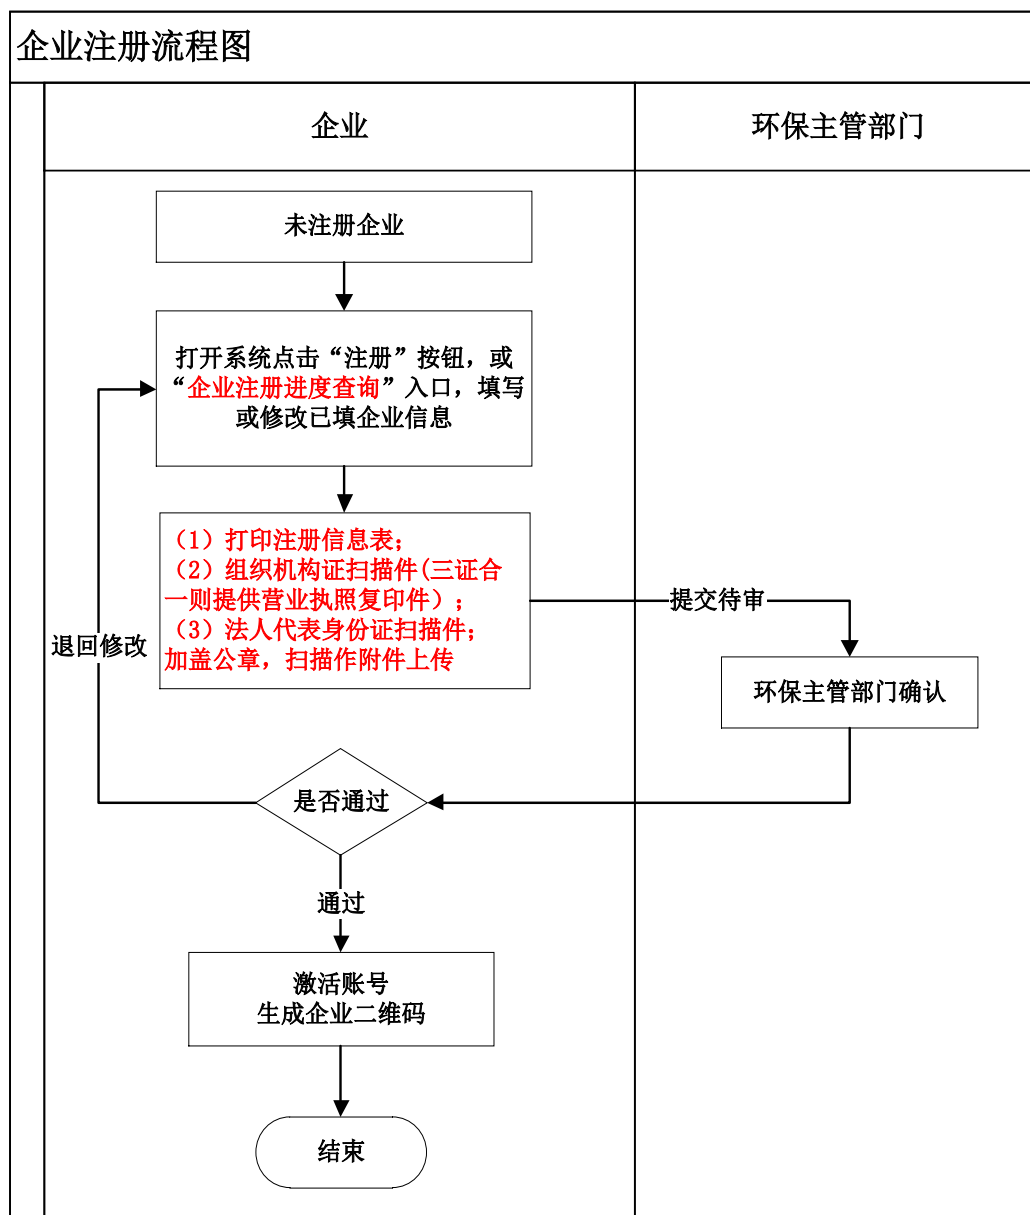 企业注册流程图
企业
环保主管部门
未注册企业
打开系统点击“注册”按钮，或
“企业注册进度查询”入口，填写
或修改已填企业信息
（1）打印注册信息表；
（2）组织机构证扫描件(三证合
一则提供营业执照复印件）；
（3）法人代表身份证扫描件；
加盖公章，扫描作附件上传
提交待审
退回修改
环保主管部门确认
是否通过
通过
激活账号
生成企业二维码
结束